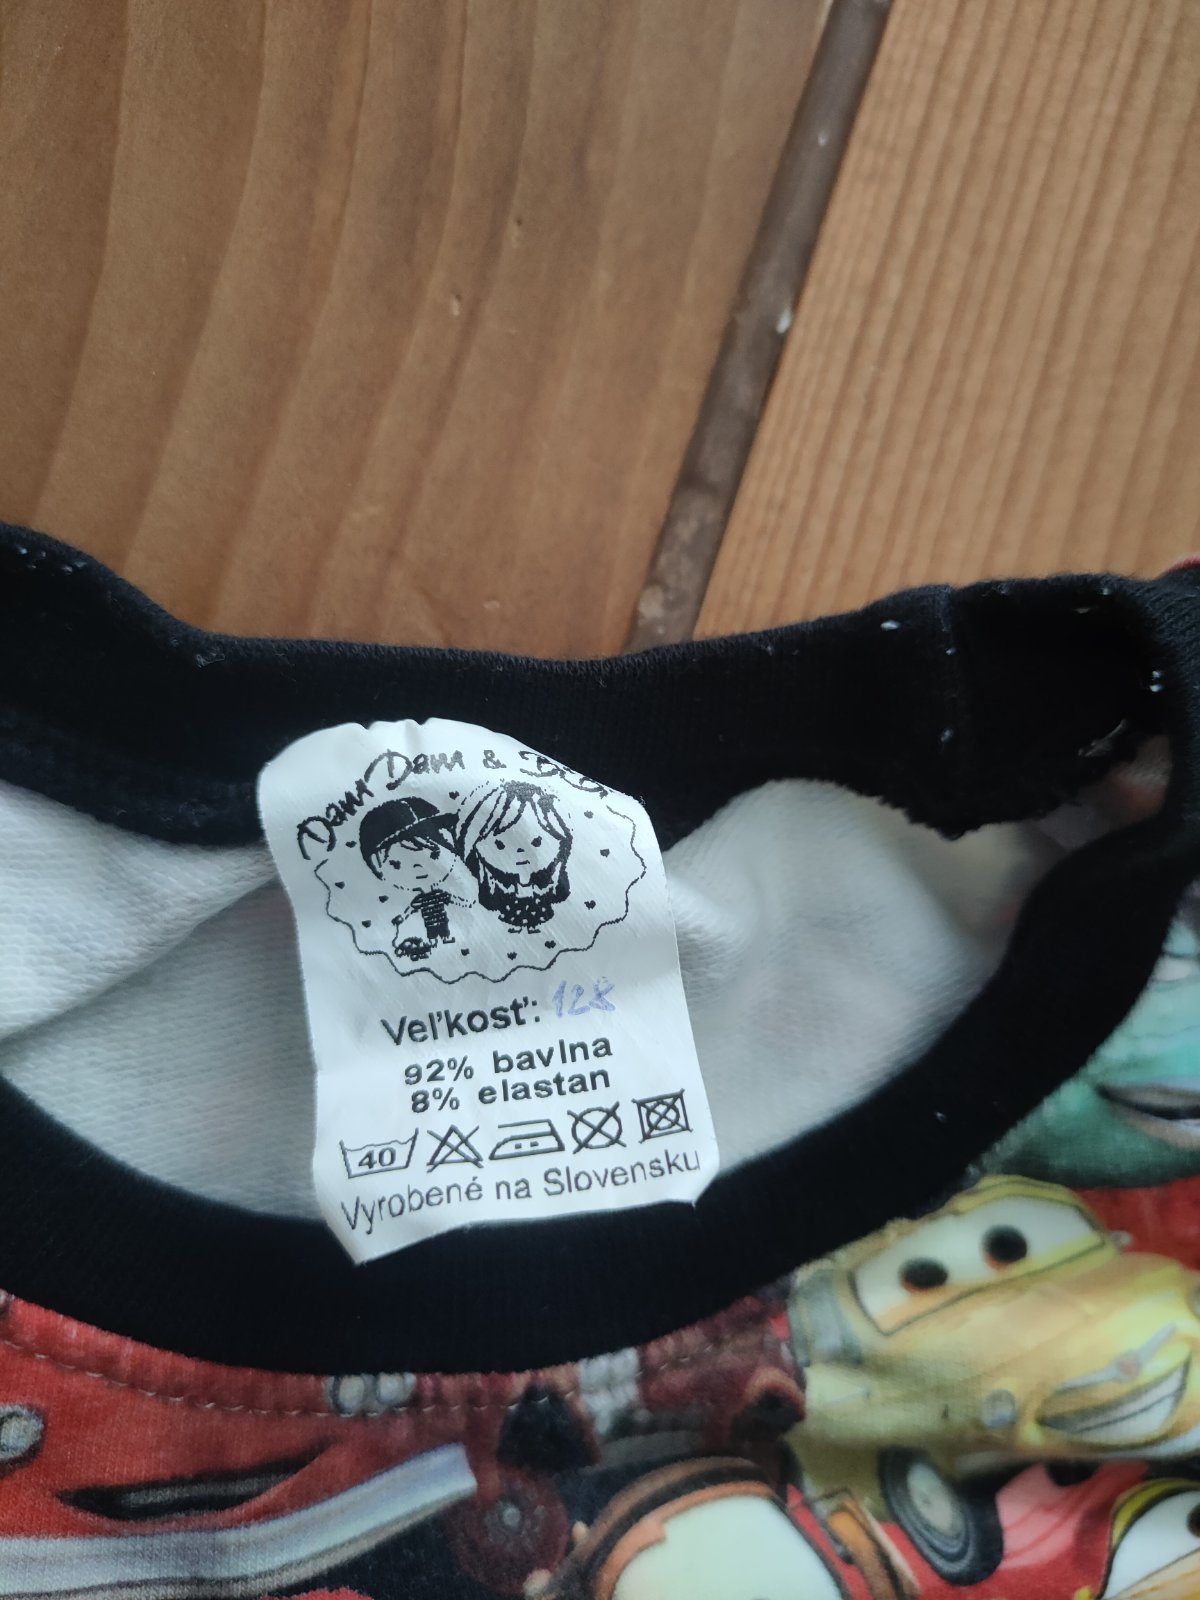 Dam Dam &
Veľkosť: 128
92% bavlna
8% elastan
40
Vyrobené na Slovensku